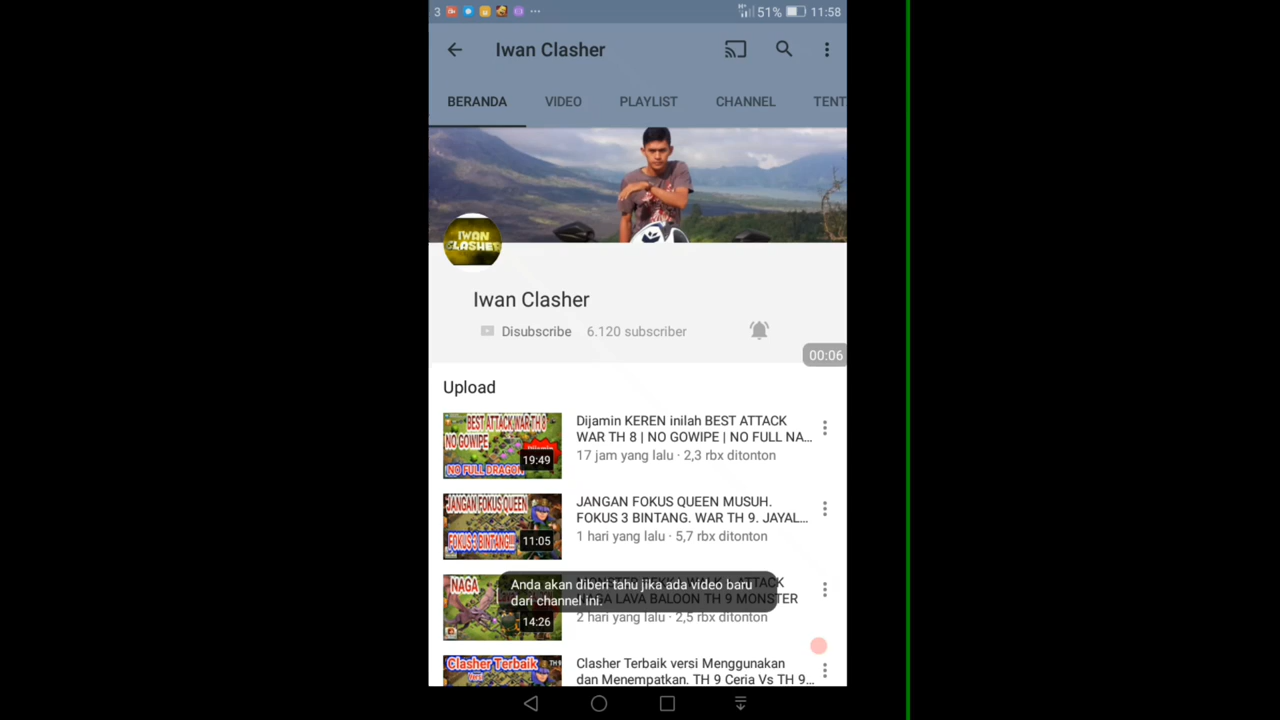 3 ... 51% 11:58
Iwan Clasher
BERANDA VIDEO PLAYLIST CHANNEL TENT
IWAN
CLASHER
Iwan Clasher
Disubscribe 6.120 subscriber
00:06
Upload
BEST ATTACK WAR TH 8
NO GOWIPE
NO FULL DRAGON
19:49
Dijamin KEREN inilah BEST ATTACK
WAR TH 8 | NO GOWIPE | NO FULL NA...
17 jam yang lalu · 2,3 rbx ditonton
JANGAN FOKUS QUEEN
FOKUS 3 BINTANG!!!
11:05
JANGAN FOKUS QUEEN MUSUH.
FOKUS 3 BINTANG. WAR TH 9. JAYAL...
1 hari yang lalu · 5,7 rbx ditonton
NAGA
14:26
Anda akan diberi tahu jika ada video baru
dari channel ini.
ATTACK
LAVA BALOON TH 9 MONSTER
2 hari yang lalu · 2,5 rbx ditonton
Clasher Terbaik TH 9
Versi
Clasher Terbaik versi Menggunakan
dan Menempatkan. TH 9 Ceria Vs TH 9...